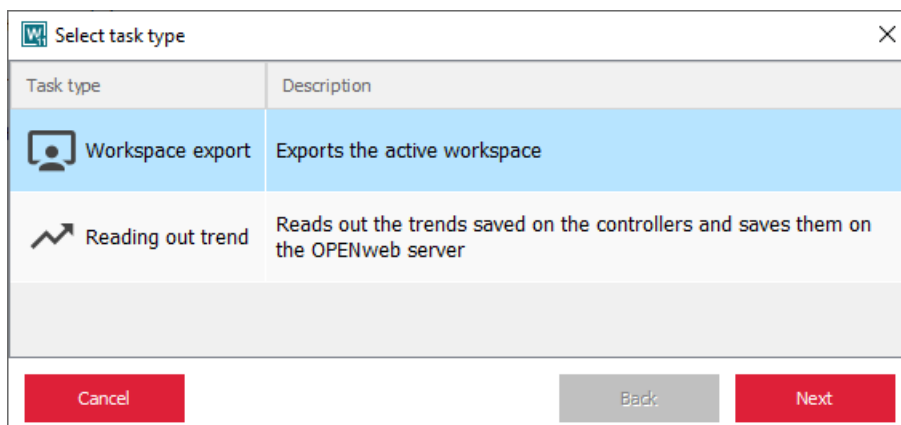 Select task type
Task type Description
Workspace export Exports the active workspace
Reading out trend Reads out the trends saved on the controllers and saves them on
the OPENweb server
Cancel Back Next